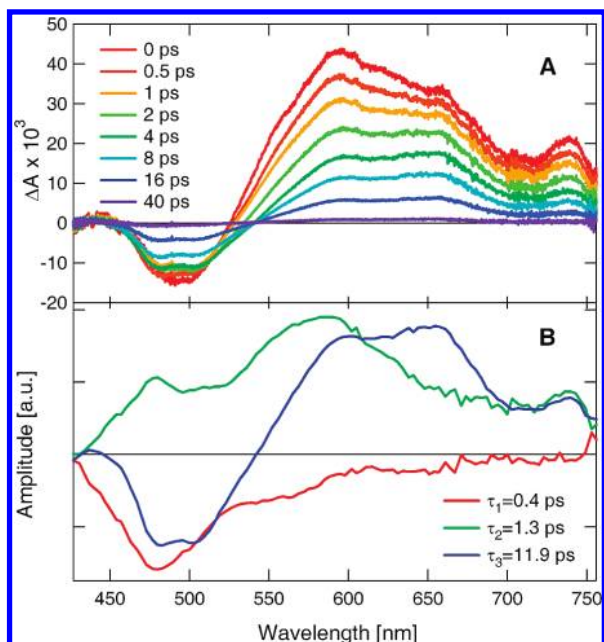 50
40
30
20
10
0
-10
-20
ΔA x 10³
0 ps
0.5 ps
1 ps
2 ps
4 ps
8 ps
16 ps
40 ps
A
B
Amplitude [a.u.]
τ₁=0.4 ps
τ₂=1.3 ps
τ₃=11.9 ps
450 500 550 600 650 700 750
Wavelength [nm]